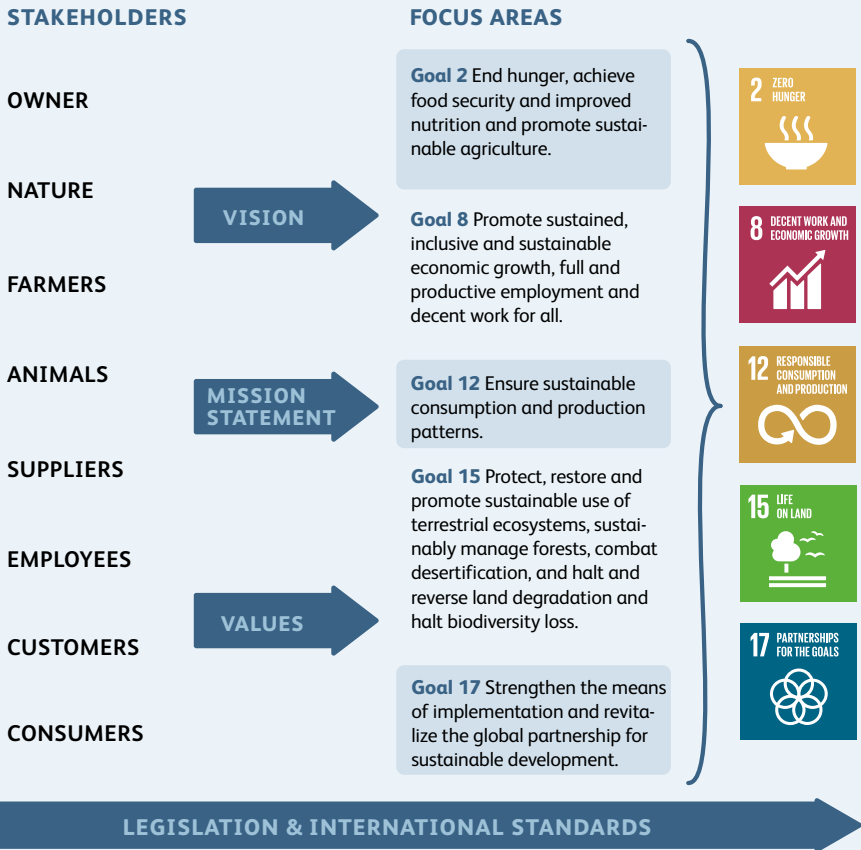 STAKEHOLDERS
OWNER
NATURE
FARMERS
ANIMALS
SUPPLIERS
EMPLOYEES
CUSTOMERS
CONSUMERS
VISION
MISSION
STATEMENT
VALUES
FOCUS AREAS
Goal 2 End hunger, achieve
food security and improved
nutrition and promote sustai-
nable agriculture.
Goal 8 Promote sustained,
inclusive and sustainable
economic growth, full and
productive employment and
decent work for all.
Goal 12 Ensure sustainable
consumption and production
patterns.
Goal 15 Protect, restore and
promote sustainable use of
terrestrial ecosystems, sustai-
nably manage forests, combat
desertification, and halt and
reverse land degradation and
halt biodiversity loss.
Goal 17 Strengthen the means
of implementation and revita-
lize the global partnership for
sustainable development.
2 ZERO
HUNGER
8 DECENT WORK AND
ECONOMIC GROWTH
12 RESPONSIBLE
CONSUMPTION
AND PRODUCTION
15 LIFE
ON LAND
17 PARTNERSHIPS
FOR THE GOALS
LEGISLATION & INTERNATIONAL STANDARDS